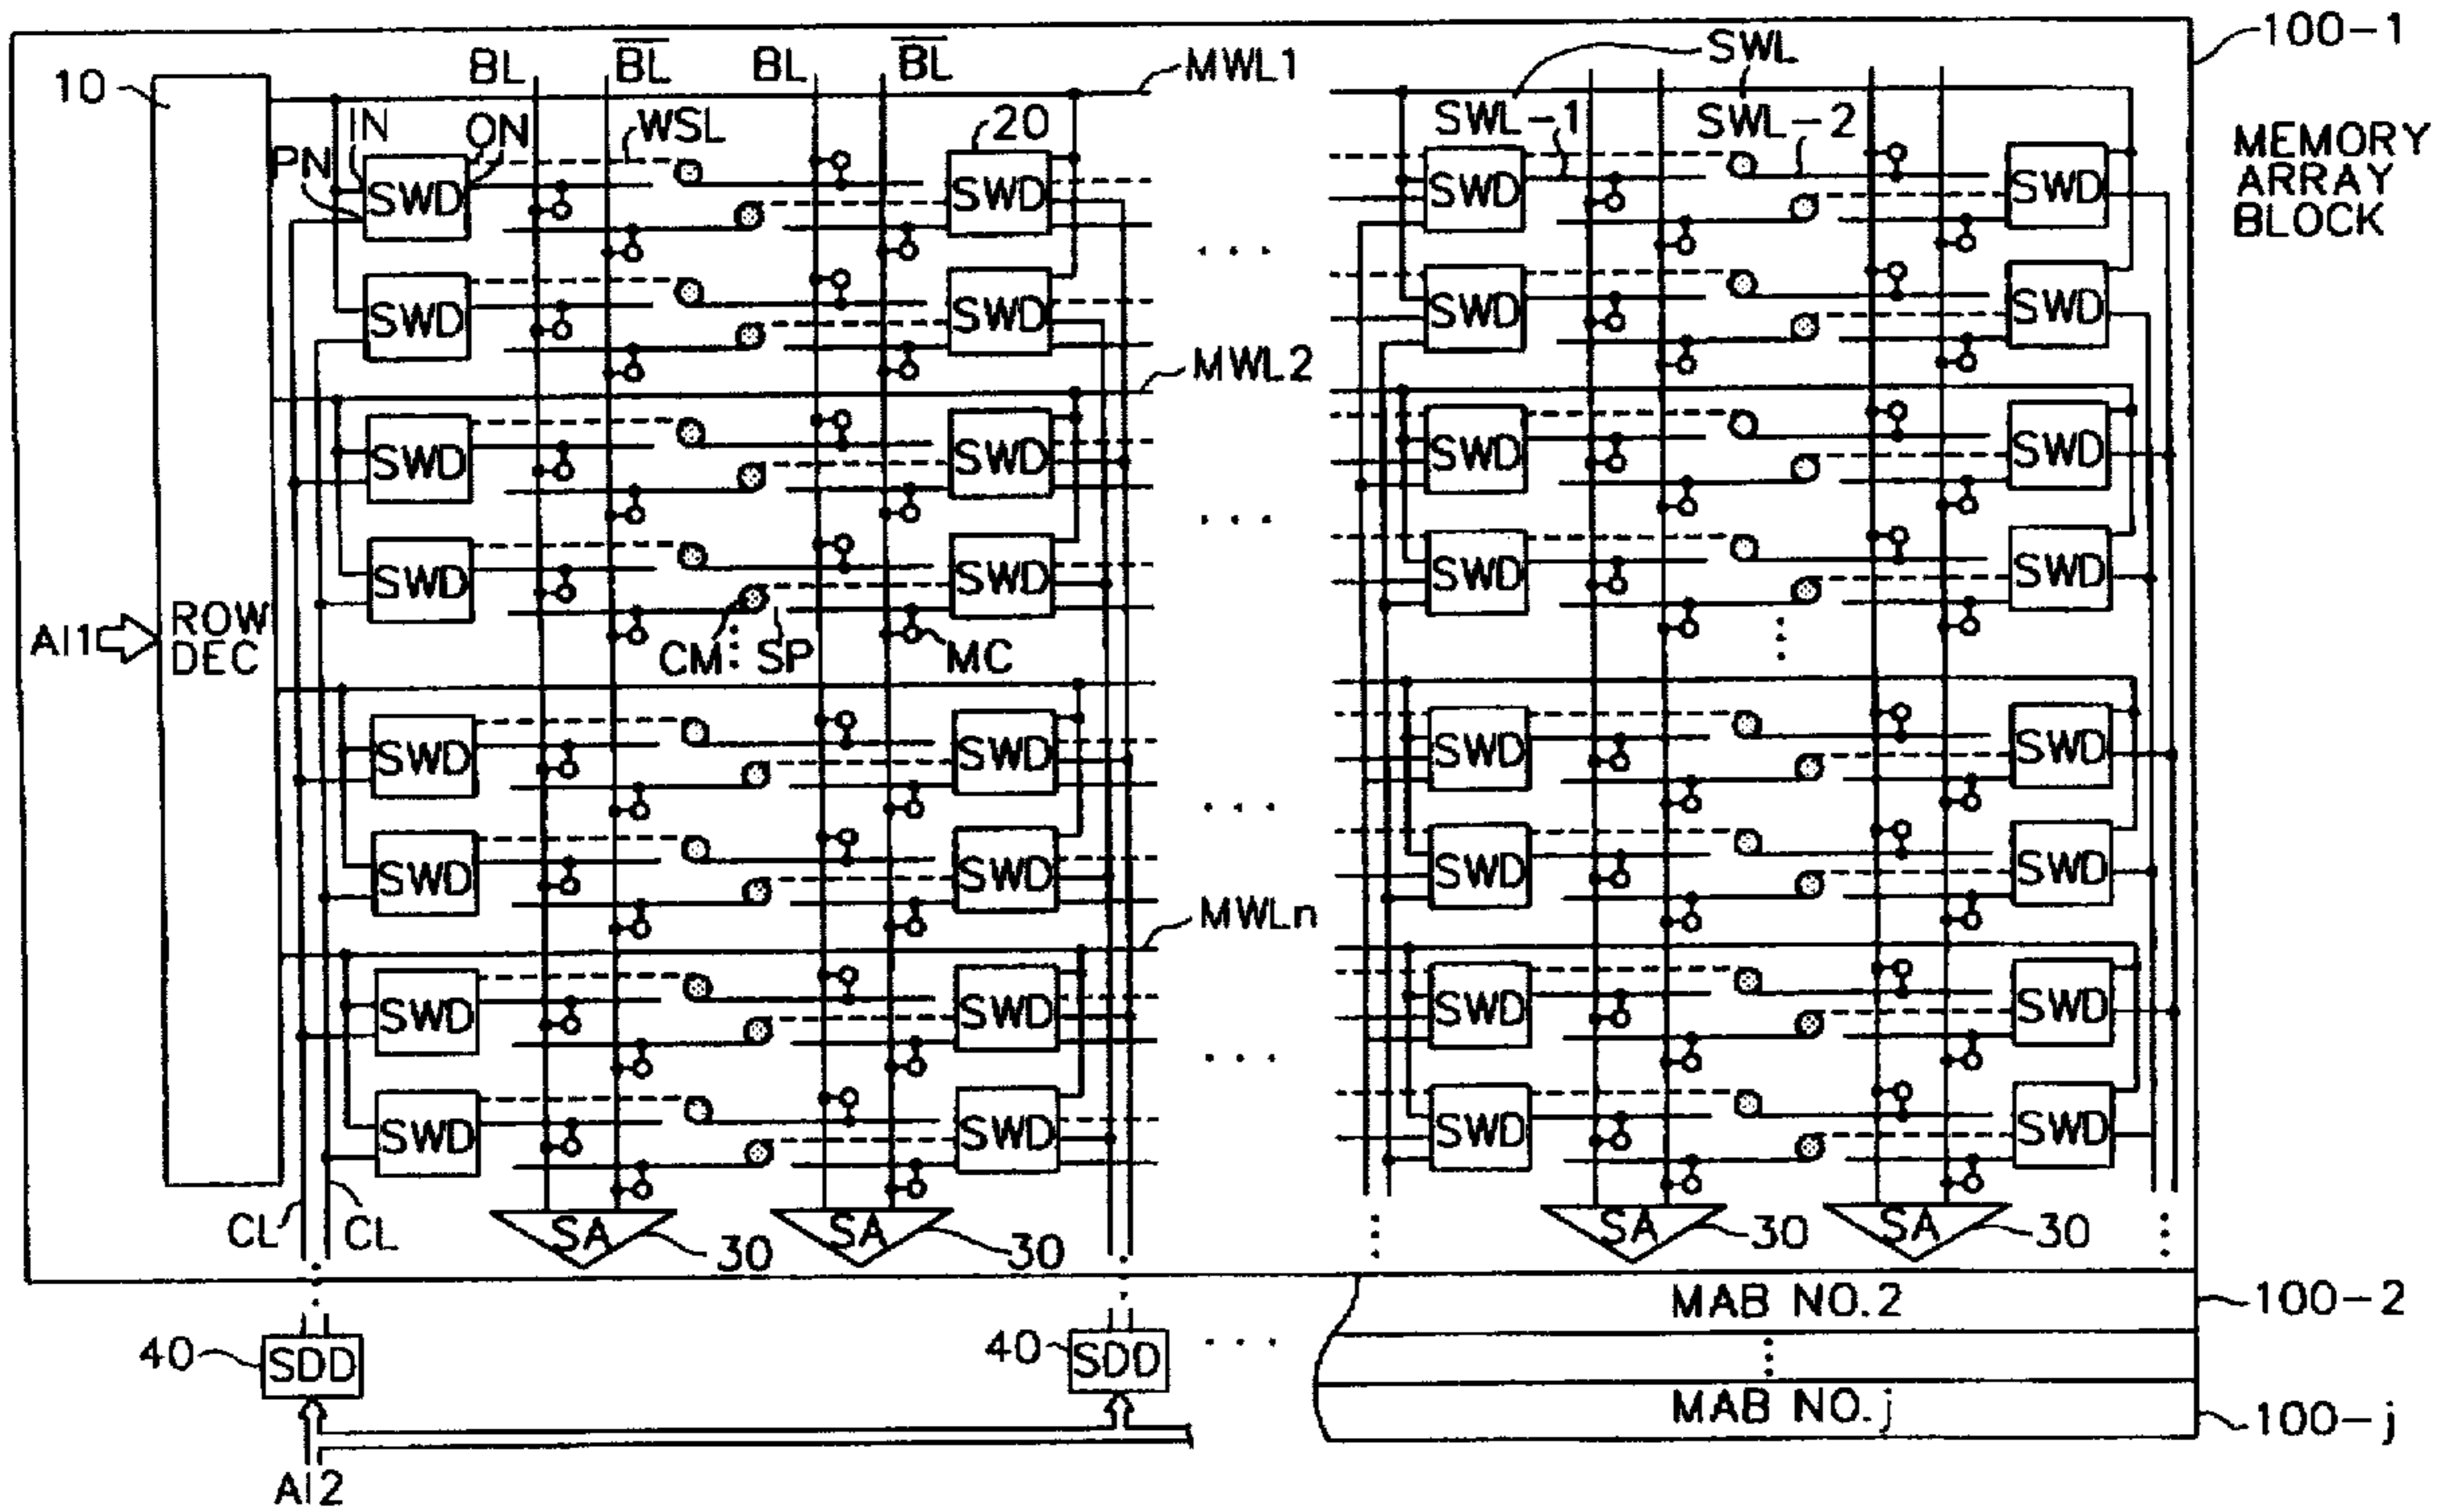 100-1
SWL
BL BL BL BL MWL1
10
IN ON WSL 20 SWL-1 SWL-2
MEMORY
ARRAY
BLOCK
PN
SWD SWD SWD SWD
...
SWD SWD SWD SWD
MWL2
SWD SWD SWD SWD
...
SWD SWD SWD SWD
AI1 ROW
DEC
CM SP MC
SWD SWD SWD SWD
...
SWD SWD SWD SWD
MWLn
SWD SWD SWD SWD
...
SWD SWD SWD SWD
CL CL SA 30 SA 30 SA 30 SA 30
MAB NO.2 100-2
40 SDD 40 SDD ...
MAB NO.j 100-j
AI2